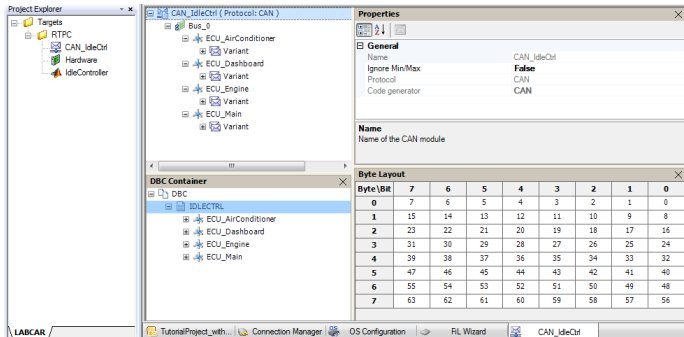 Project Explorer
Targets
RTPC
CAN_IdleCtrl
Hardware
IdleController
LABCAR
CAN_IdleCtrl ( Protocol: CAN )
Bus_0
ECU_AirConditioner
Variant
ECU_Dashboard
Variant
ECU_Engine
Variant
ECU_Main
Variant
DBC Container
DBC
IDLECTRL
ECU_AirConditioner
ECU_Dashboard
ECU_Engine
ECU_Main
Properties
General
Name CAN_IdleCtrl
Ignore Min/Max False
Protocol CAN
Code generator CAN
Name
Name of the CAN module
Byte Layout
Byte\Bit 7 6 5 4 3 2 1 0
0 7 6 5 4 3 2 1 0
1 15 14 13 12 11 10 9 8
2 23 22 21 20 19 18 17 16
3 31 30 29 28 27 26 25 24
4 39 38 37 36 35 34 33 32
5 47 46 45 44 43 42 41 40
6 55 54 53 52 51 50 49 48
7 63 62 61 60 59 58 57 56
TutorialProject_with... Connection Manager OS Configuration FiL Wizard CAN_IdleCtrl